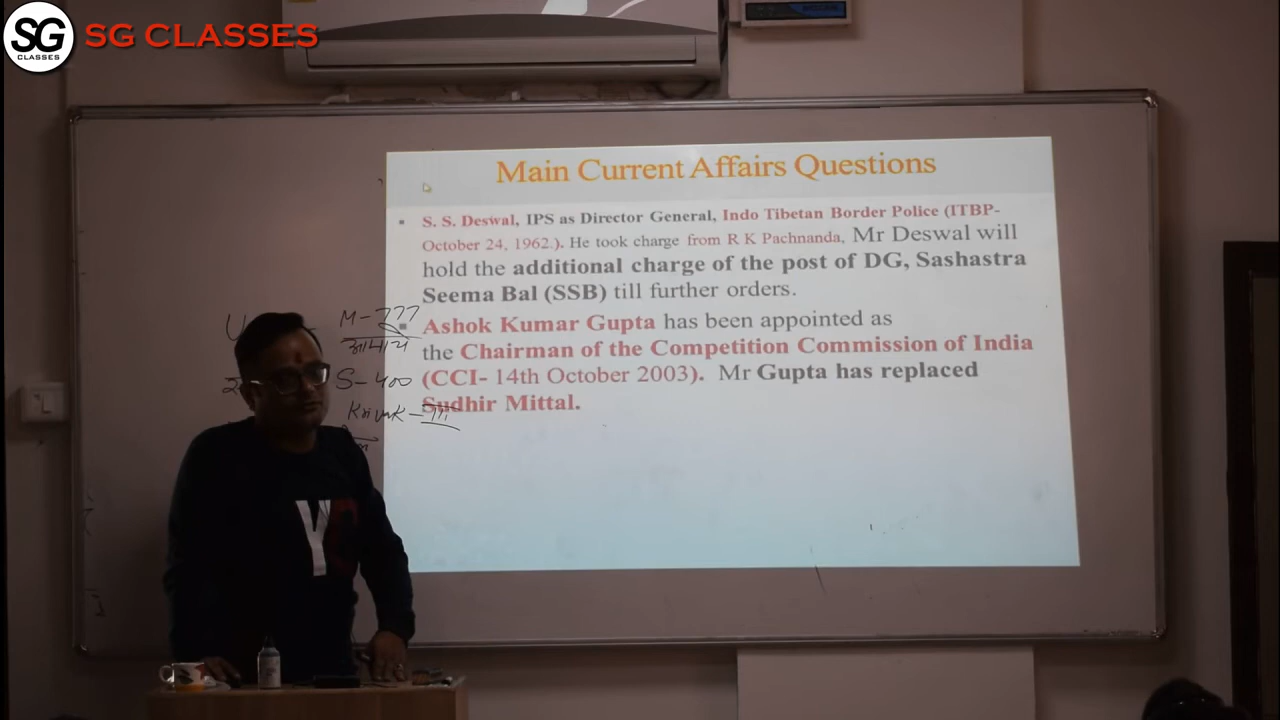 SG
CLASSES
SG CLASSES
Main Current Affairs Questions
S. S. Deswal, IPS as Director General, Indo Tibetan Border Police (ITBP-
October 24, 1962.). He took charge from R K Pachnanda, Mr Deswal will
hold the additional charge of the post of DG, Sashastra
Seema Bal (SSB) till further orders.
Ashok Kumar Gupta has been appointed as
the Chairman of the Competition Commission of India
(CCI- 14th October 2003). Mr Gupta has replaced
Sudhir Mittal.
U
M-777
S-400
Krivak-